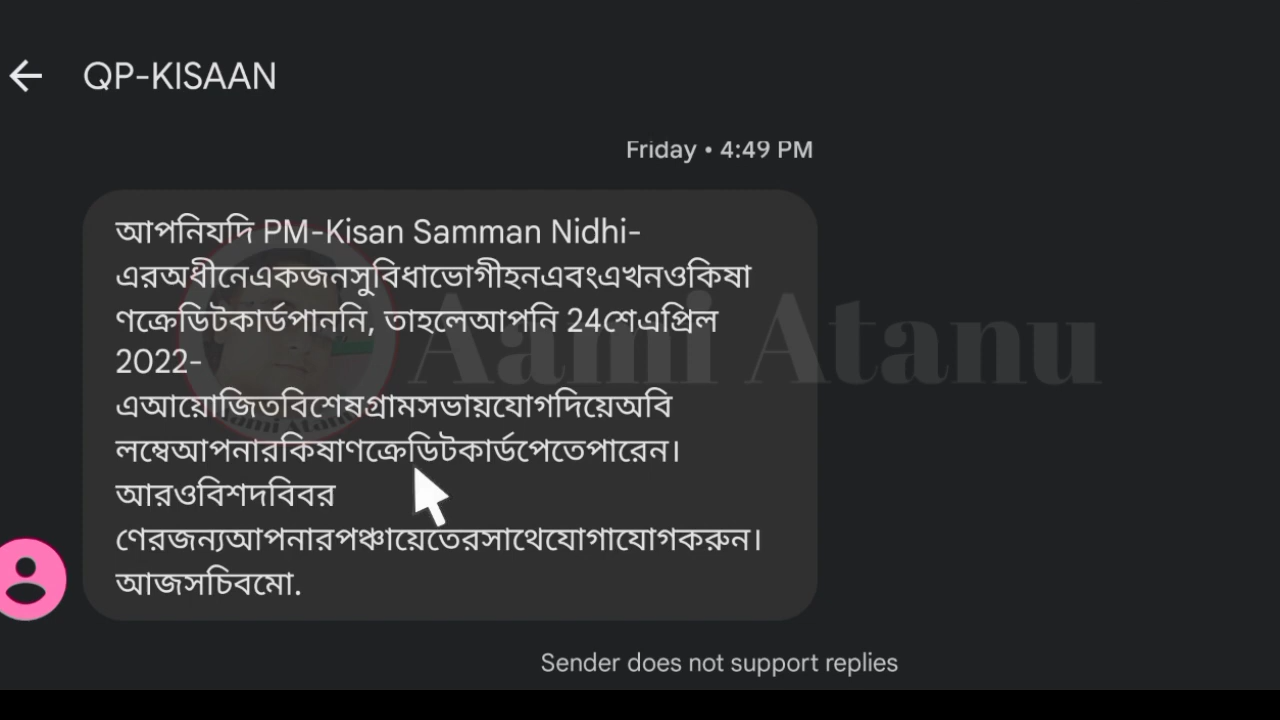 QP-KISAAN
Friday • 4:49 PM
আপনিযদি PM-Kisan Samman Nidhi-
এরঅধীনেএকজনসুবিধাভোগীহনএবংএখনওকিষা
ণক্রেডিটকার্ডপাননি, তাহলেআপনি 24শেএপ্রিল
2022-
এআয়োজিতবিশেষগ্রামসভায়যোগদিয়েঅবি
লম্বেআপনারকিষাণক্রেডিটকার্ডপেতেপারেন।
আরওবিশদবিবর
ণেরজন্যআপনারপঞ্চায়েতেরসাথেযোগাযোগকরুন।
আজসচিবমো.
Aami Atanu
Aami Atanu
Sender does not support replies